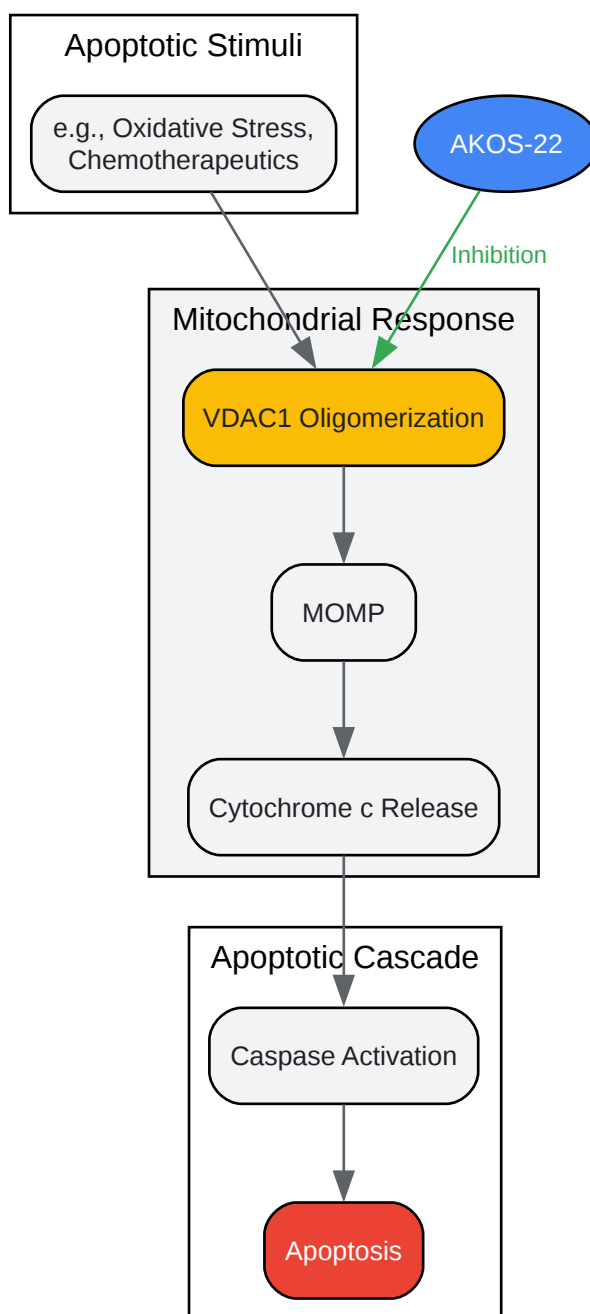 Apoptotic Stimuli
e.g., Oxidative Stress,
Chemotherapeutics
AKOS-22
Inhibition
Mitochondrial Response
VDAC1 Oligomerization
MOMP
Cytochrome c Release
Apoptotic Cascade
Caspase Activation
Apoptosis